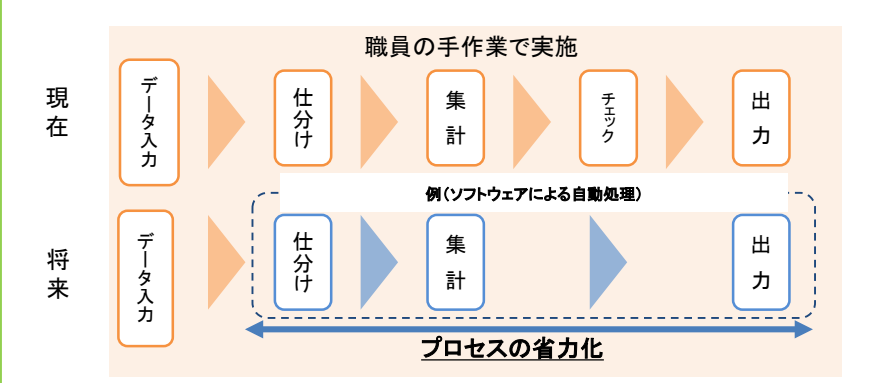 職員の手作業で実施
現在
データ入力
仕分け
集計
チェック
出力
例(ソフトウェアによる自動処理)
将来
データ入力
仕分け
集計
出力
プロセスの省力化